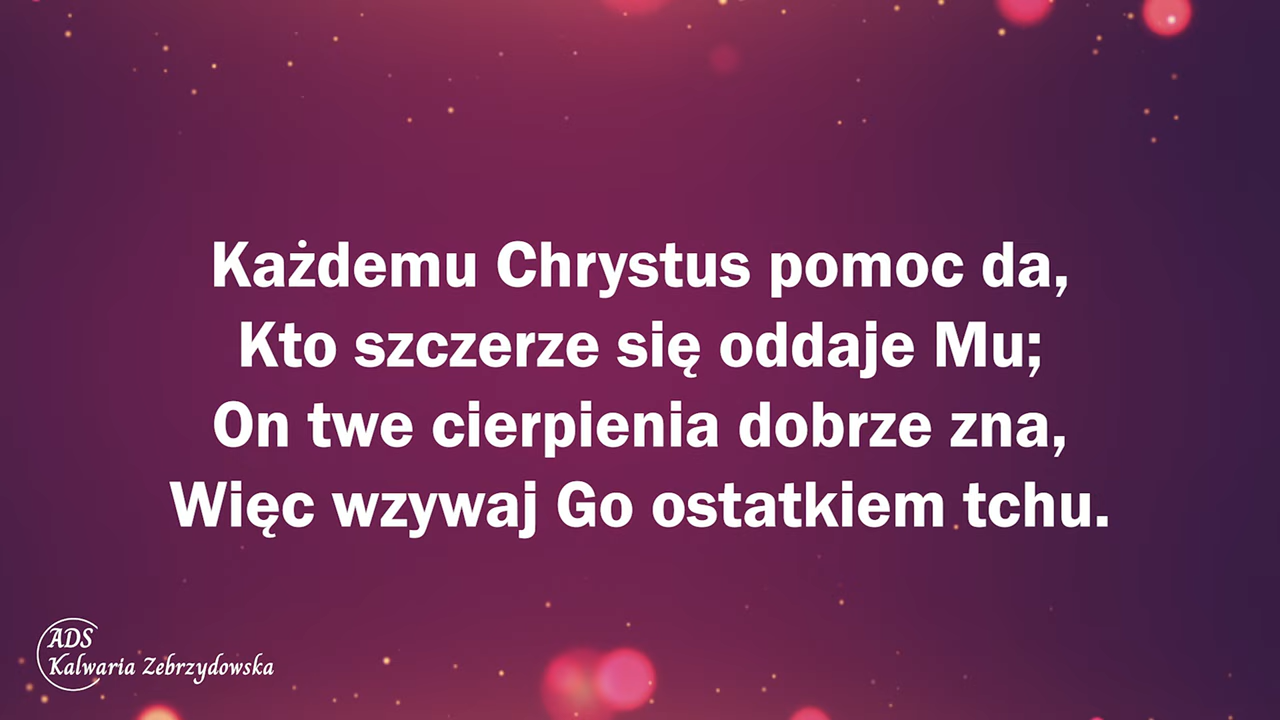 Każdemu Chrystus pomoc da,
Kto szczerze się oddaje Mu;
On twe cierpienia dobrze zna,
Więc wzywaj Go ostatkiem tchu.
ADS
Kalwaria Zebrzydowska